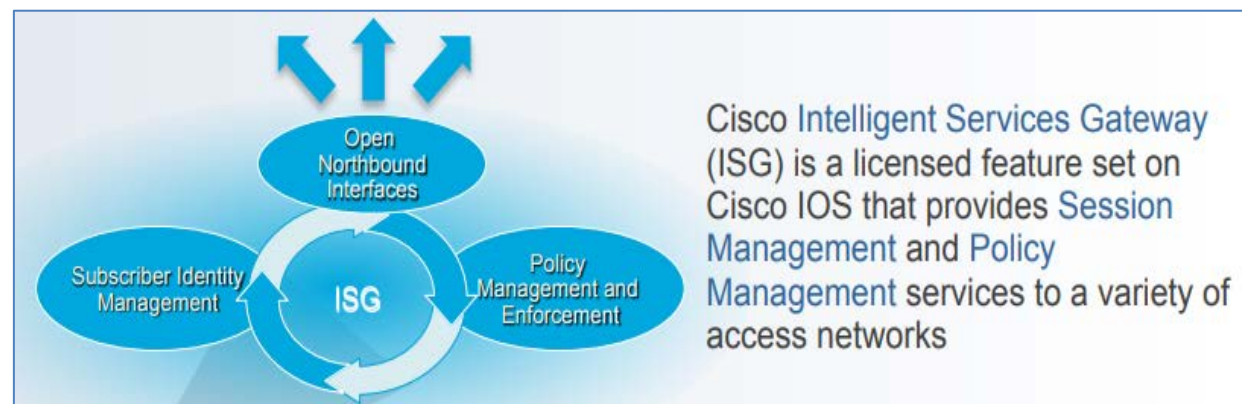 Open
Northbound
Interfaces
Subscriber Identity
Management
ISG
Policy
Management and
Enforcement
Cisco Intelligent Services Gateway
(ISG) is a licensed feature set on
Cisco IOS that provides Session
Management and Policy
Management services to a variety of
access networks